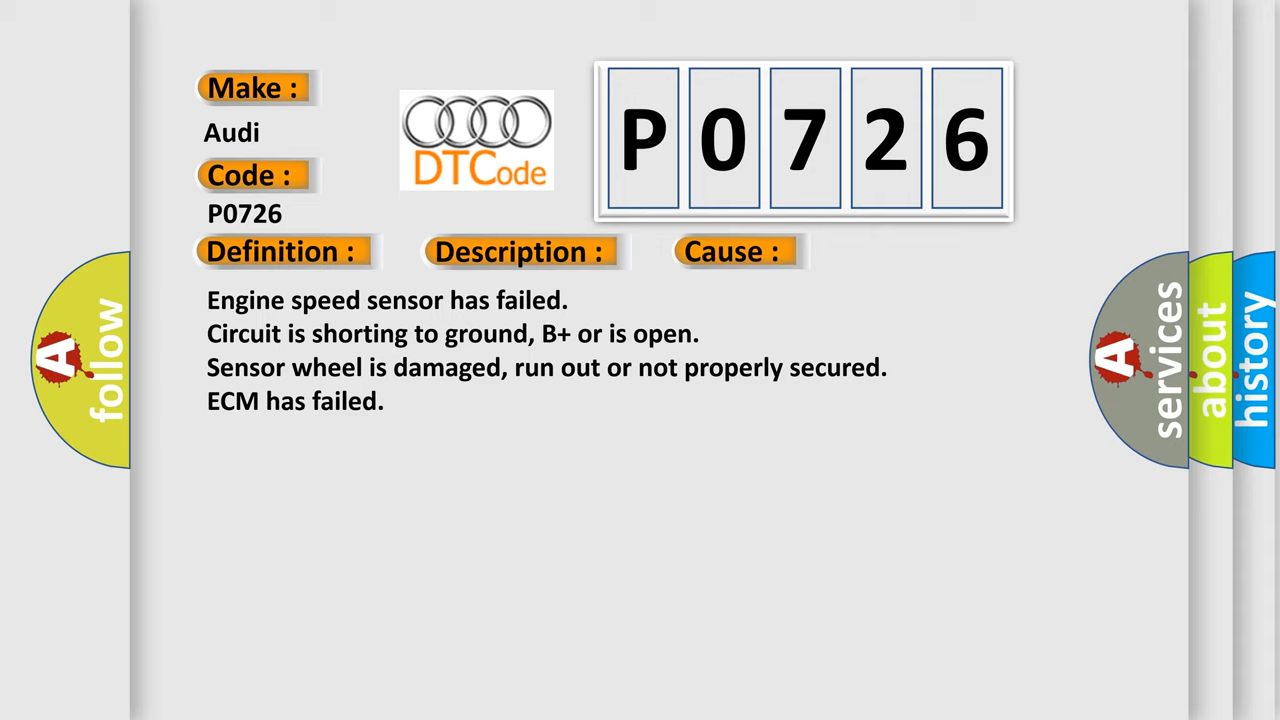 Make :
Audi
Code :
P0726
DTCode
P0726
Definition :
Description :
Cause :
Engine speed sensor has failed.
Circuit is shorting to ground, B+ or is open.
Sensor wheel is damaged, run out or not properly secured.
ECM has failed.
A follow
A services
about
history